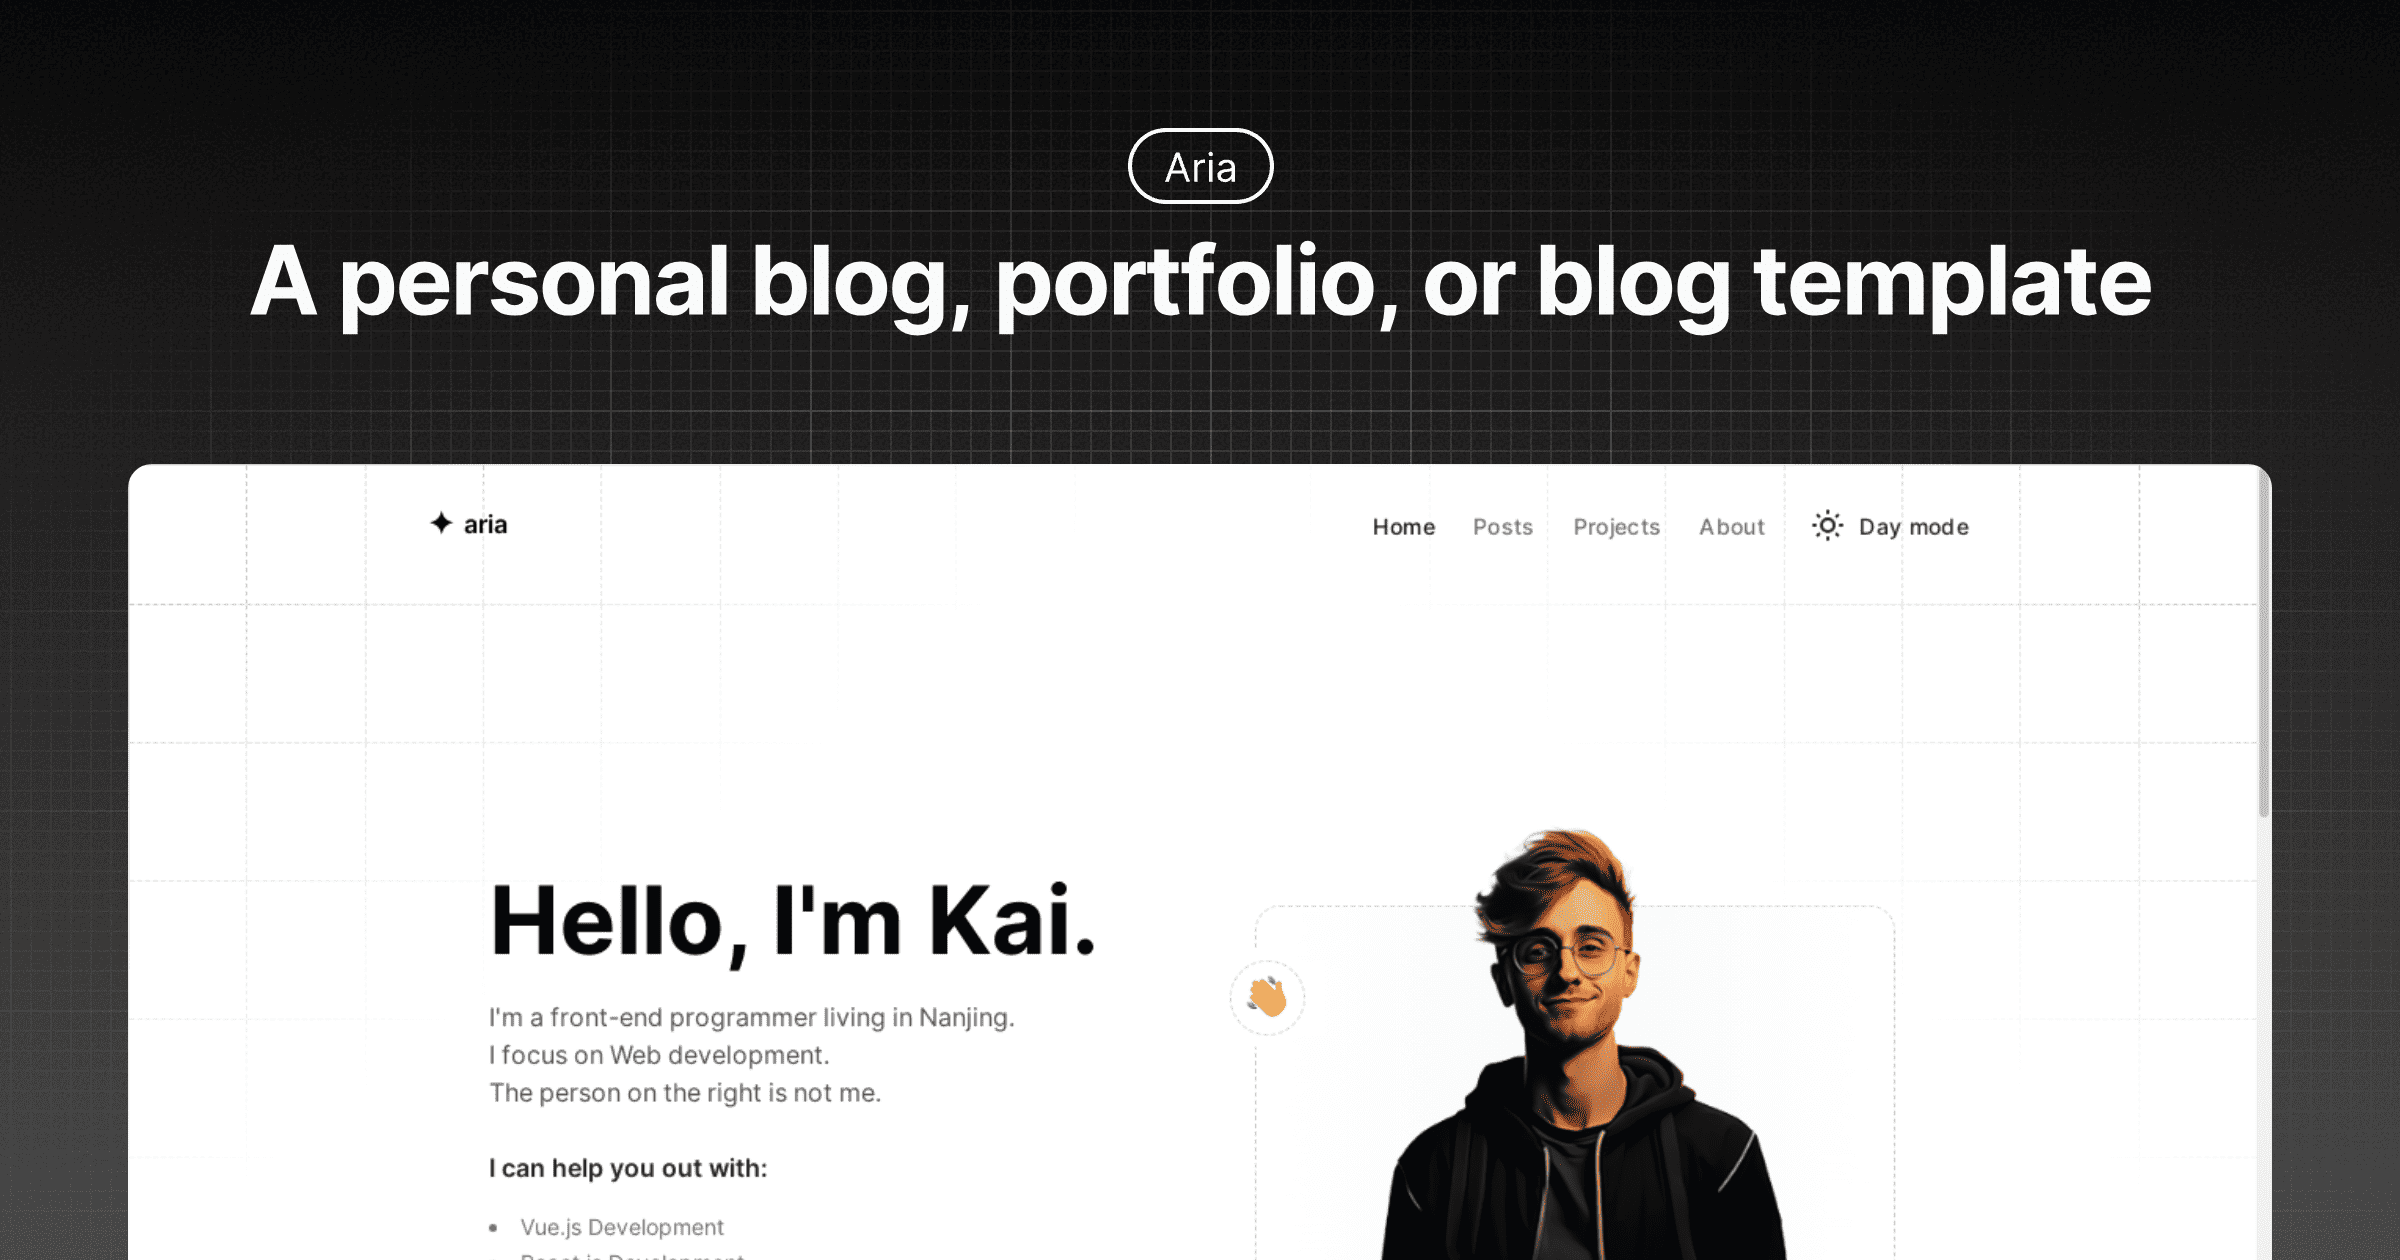 Aria
A personal blog, portfolio, or blog template
aria
Home Posts Projects About Day mode
Hello, I'm Kai.
I'm a front-end programmer living in Nanjing.
I focus on Web development.
The person on the right is not me.
I can help you out with:
Vue.js Development